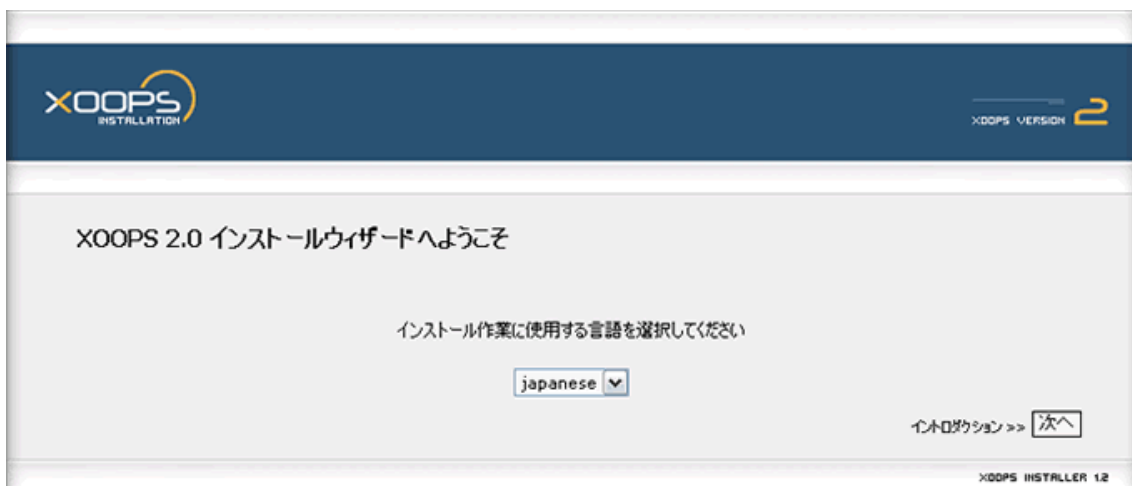 XOOPS
INSTALLATION
XOOPS VERSION 2
XOOPS 2.0 インストールウィザードへようこそ
インストール作業に使用する言語を選択してください
japanese
イントロダクション >> 次へ
XOOPS INSTALLER 1.2